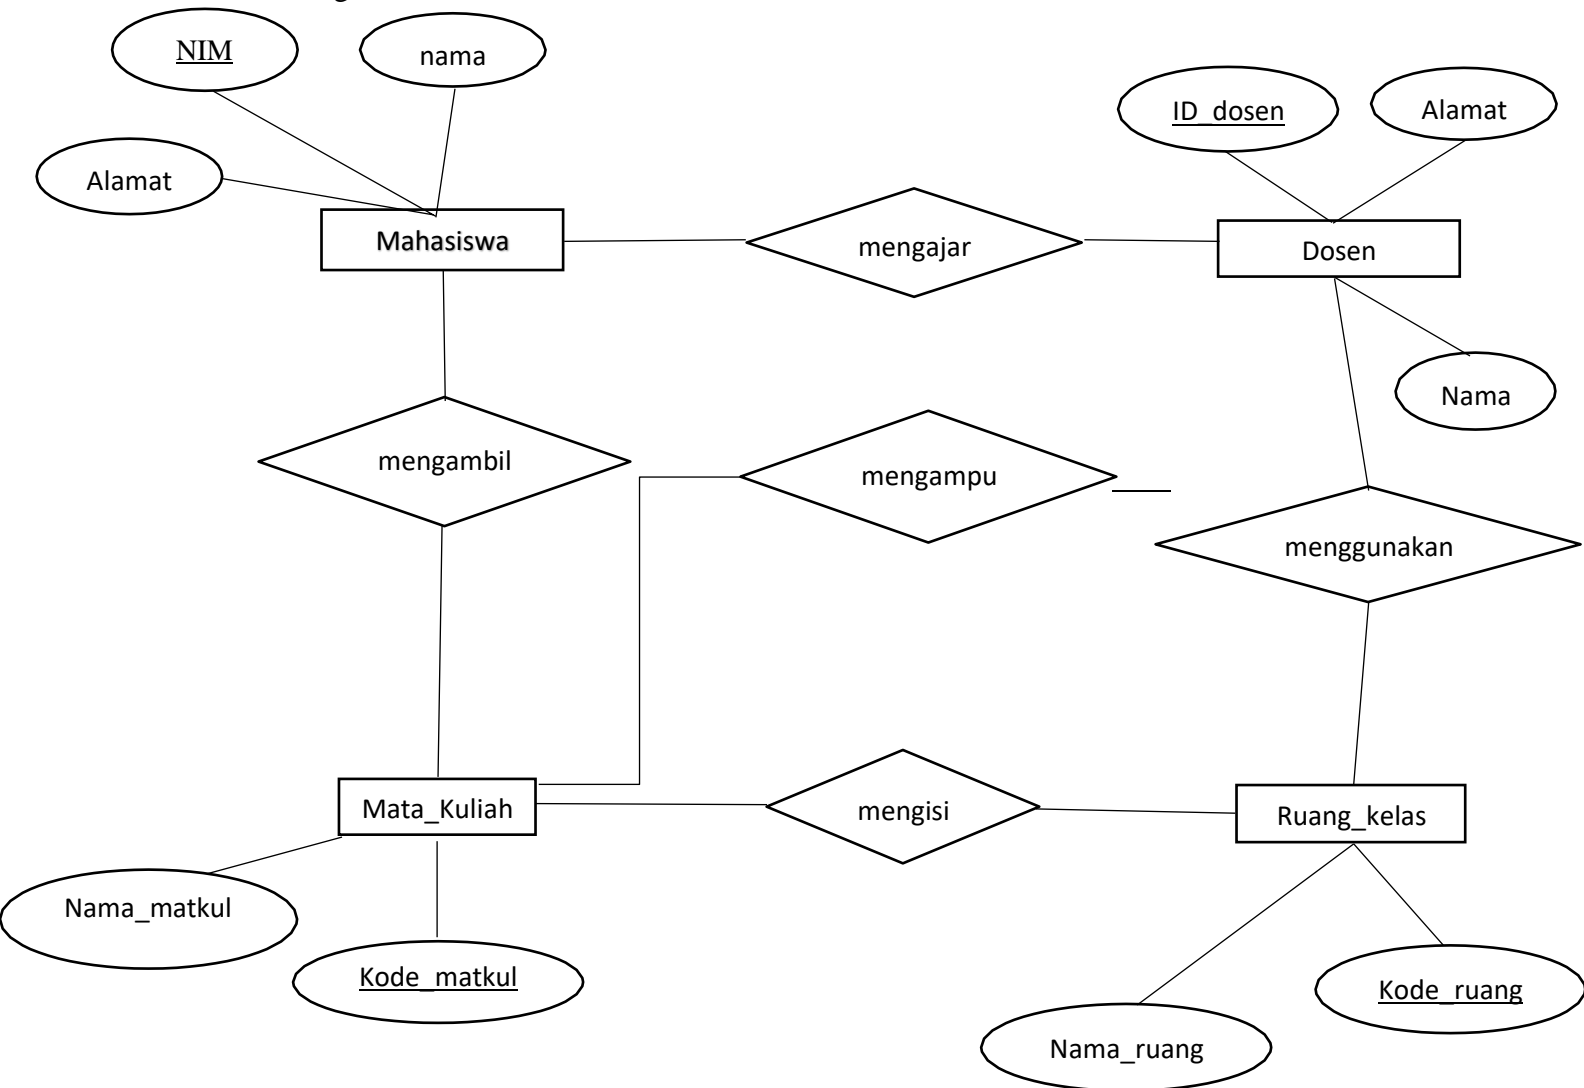 NIM
nama
ID_dosen
Alamat
Alamat
Mahasiswa
mengajar
Dosen
Nama
mengambil
mengampu
menggunakan
Mata_Kuliah
mengisi
Ruang_kelas
Nama_matkul
Kode_matkul
Kode_ruang
Nama_ruang